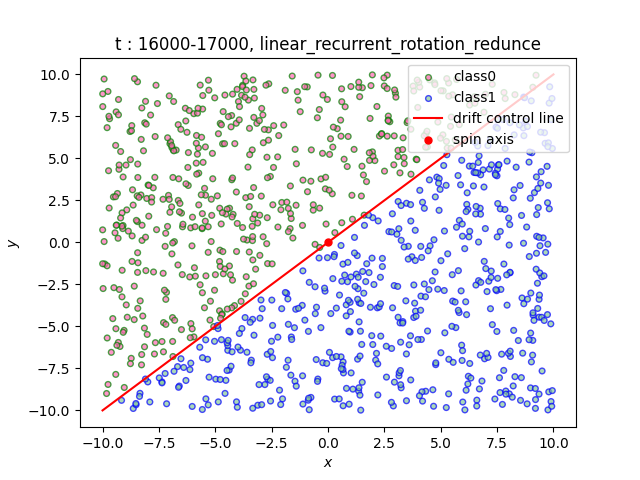 t : 16000-17000, linear_recurrent_rotation_redunce
class0
class1
drift control line
spin axis
10.0
7.5
5.0
2.5
0.0
−2.5
−5.0
−7.5
−10.0
y
−10.0 −7.5 −5.0 −2.5 0.0 2.5 5.0 7.5 10.0
x